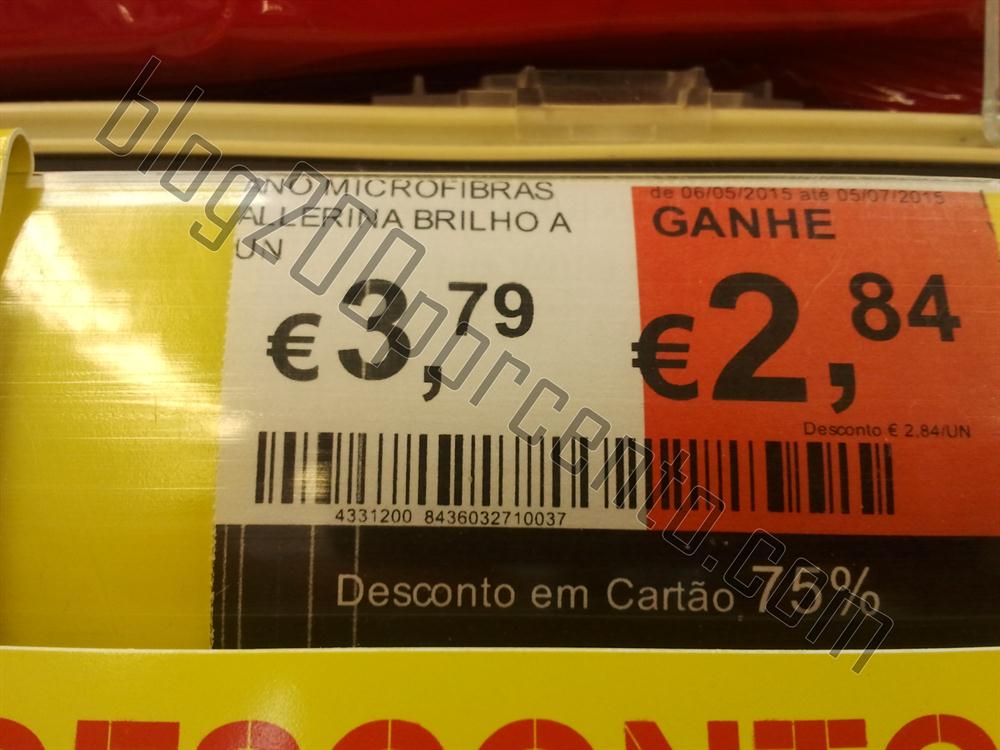 ANO MICROFIBRAS
ALLERINA BRILHO A
UN
€3,79
de 06/05/2015 até 05/07/2015
GANHE
€2,84
Desconto € 2.84/UN
4331200 8436032710037
Desconto em Cartão 75%
blog200porcento.com